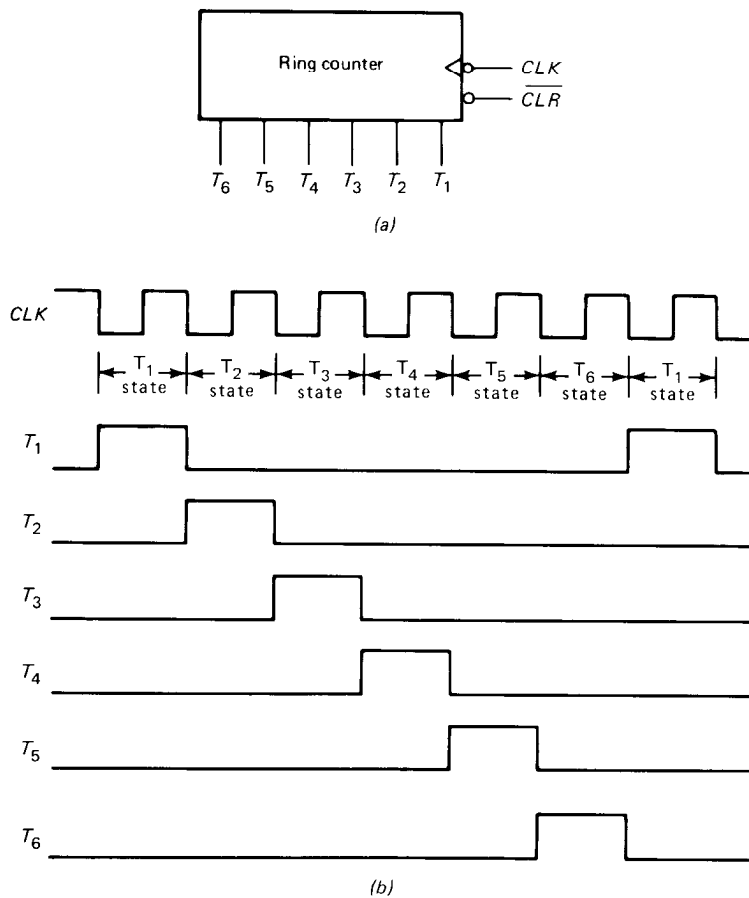 Ring counter
CLK
CLR
T6 T5 T4 T3 T2 T1
(a)
CLK
T1 state T2 state T3 state T4 state T5 state T6 state T1 state
T1
T2
T3
T4
T5
T6
(b)